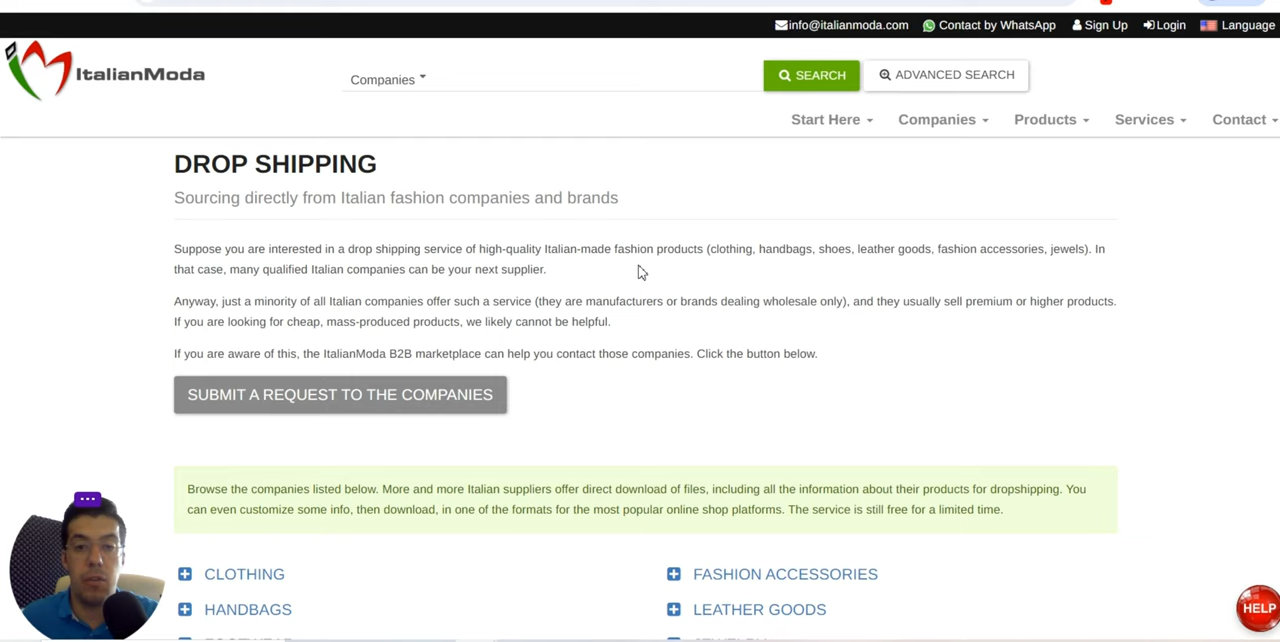 info@italianmoda.com Contact by WhatsApp Sign Up Login Language
ItalianModa
Companies SEARCH ADVANCED SEARCH
Start Here Companies Products Services Contact
DROP SHIPPING
Sourcing directly from Italian fashion companies and brands
Suppose you are interested in a drop shipping service of high-quality Italian-made fashion products (clothing, handbags, shoes, leather goods, fashion accessories, jewels). In
that case, many qualified Italian companies can be your next supplier.
Anyway, just a minority of all Italian companies offer such a service (they are manufacturers or brands dealing wholesale only), and they usually sell premium or higher products.
If you are looking for cheap, mass-produced products, we likely cannot be helpful.
If you are aware of this, the ItalianModa B2B marketplace can help you contact those companies. Click the button below.
SUBMIT A REQUEST TO THE COMPANIES
Browse the companies listed below. More and more Italian suppliers offer direct download of files, including all the information about their products for dropshipping. You
can even customize some info, then download, in one of the formats for the most popular online shop platforms. The service is still free for a limited time.
CLOTHING FASHION ACCESSORIES
HANDBAGS LEATHER GOODS
HELP